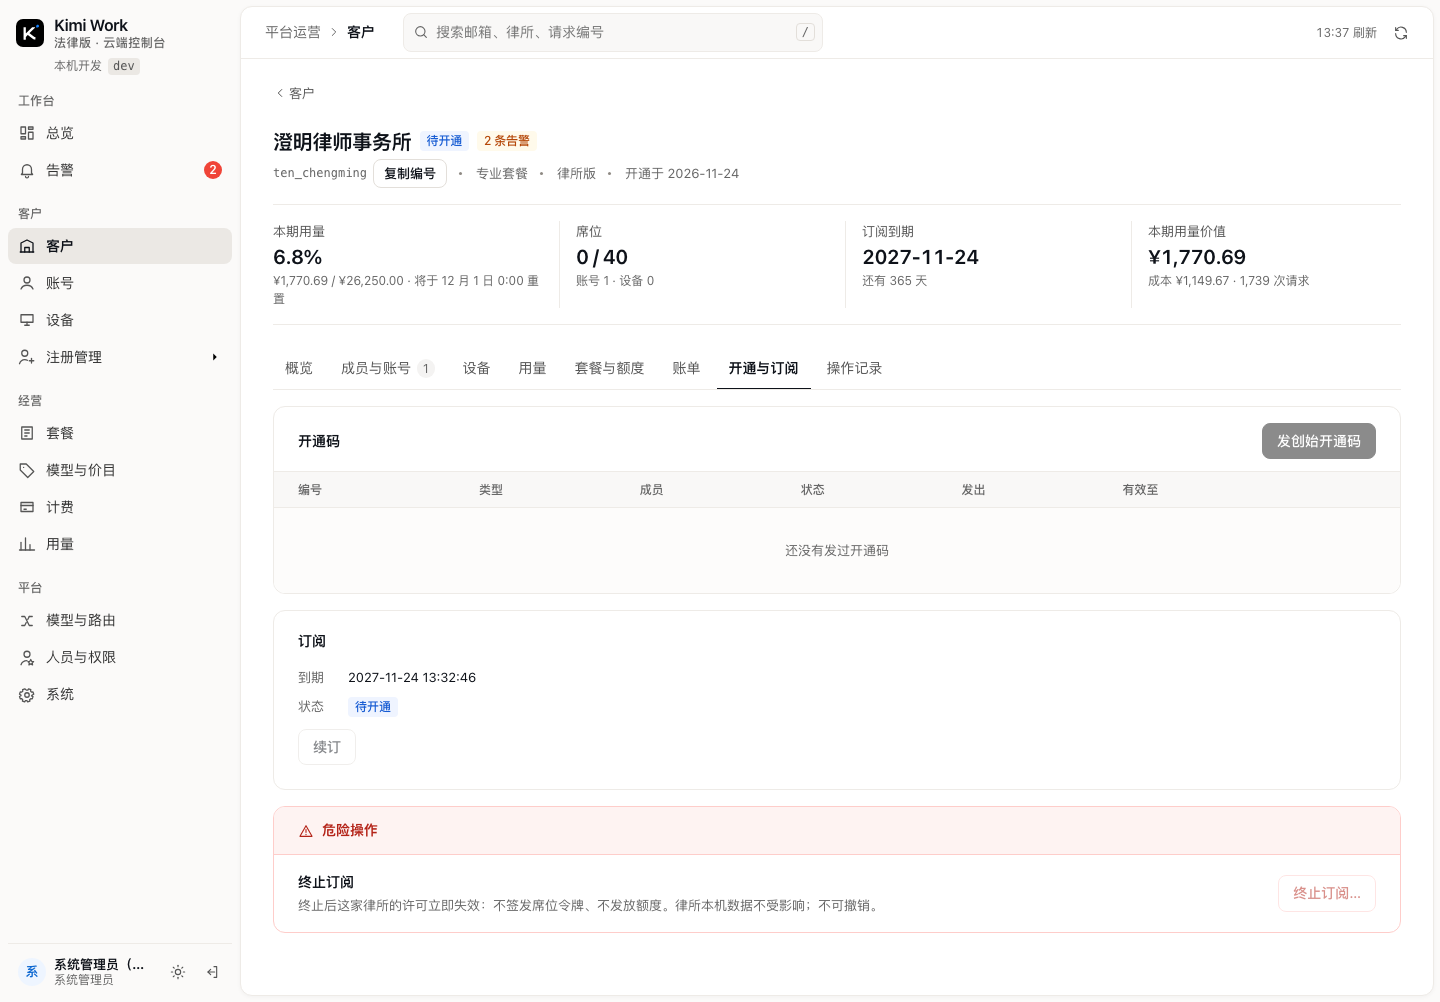 Kimi Work
法律版 · 云端控制台
本机开发 dev
工作台
总览
告警 2
客户
客户
账号
设备
注册管理
经营
套餐
模型与价目
计费
用量
平台
模型与路由
人员与权限
系统
系 系统管理员（...
系统管理员
平台运营 > 客户
搜索邮箱、律所、请求编号 /
13:37 刷新
客户
澄明律师事务所 待开通 2 条告警
ten_chengming 复制编号 • 专业套餐 • 律所版 • 开通于 2026-11-24
本期用量
6.8%
¥1,770.69 / ¥26,250.00 · 将于 12 月 1 日 0:00 重
置
席位
0 / 40
账号 1 · 设备 0
订阅到期
2027-11-24
还有 365 天
本期用量价值
¥1,770.69
成本 ¥1,149.67 · 1,739 次请求
概览 成员与账号 1 设备 用量 套餐与额度 账单 开通与订阅 操作记录
开通码 发创始开通码
编号 类型 成员 状态 发出 有效至
还没有发过开通码
订阅
到期 2027-11-24 13:32:46
状态 待开通
续订
危险操作
终止订阅
终止后这家律所的许可立即失效：不签发席位令牌、不发放额度。律所本机数据不受影响；不可撤销。
终止订阅...